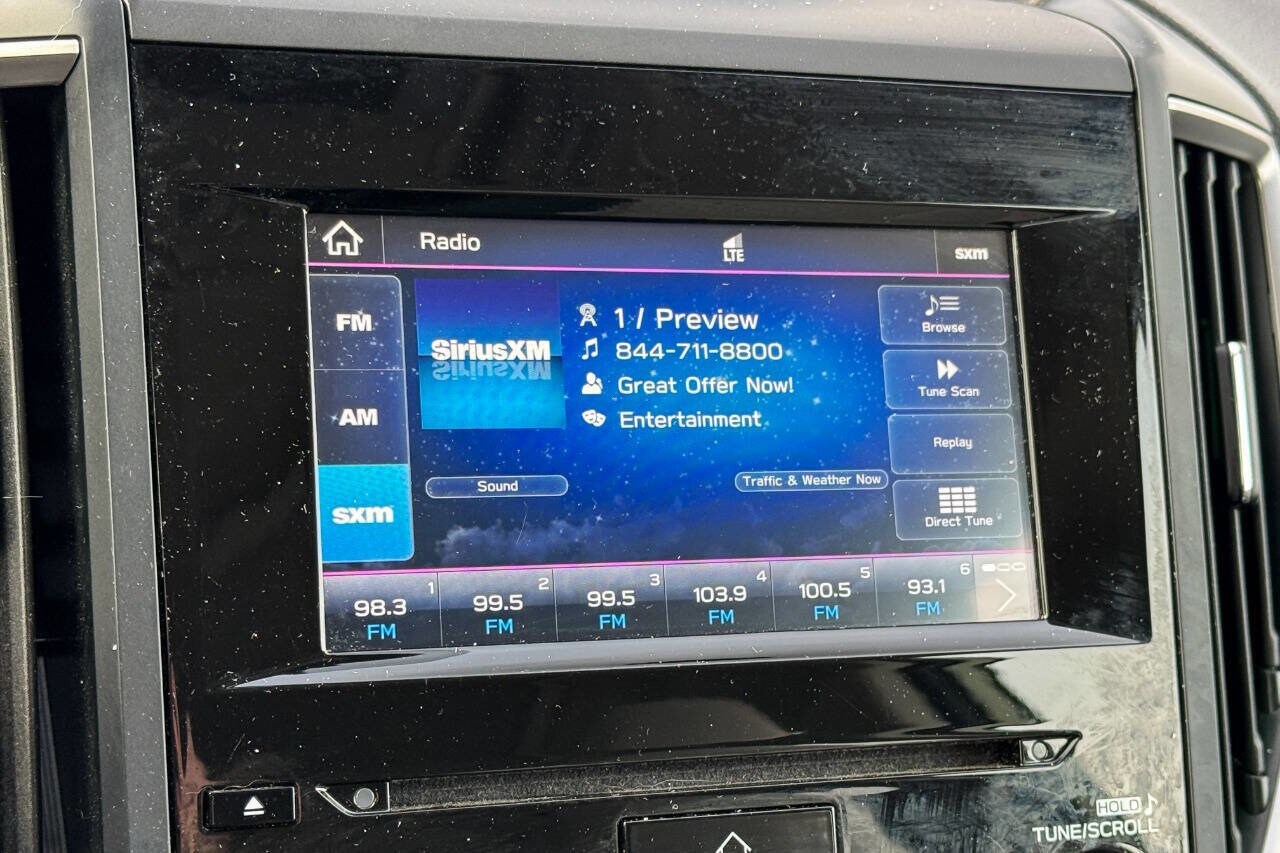 Radio
LTE
sxm
FM
AM
sxm
SiriusXM
1 / Preview
844-711-8800
Great Offer Now!
Entertainment
Sound
Traffic & Weather Now
Browse
Tune Scan
Replay
Direct Tune
1 2 3 4 5 6
98.3 99.5 99.5 103.9 100.5 93.1
FM FM FM FM FM FM
HOLD
TUNE/SCROLL